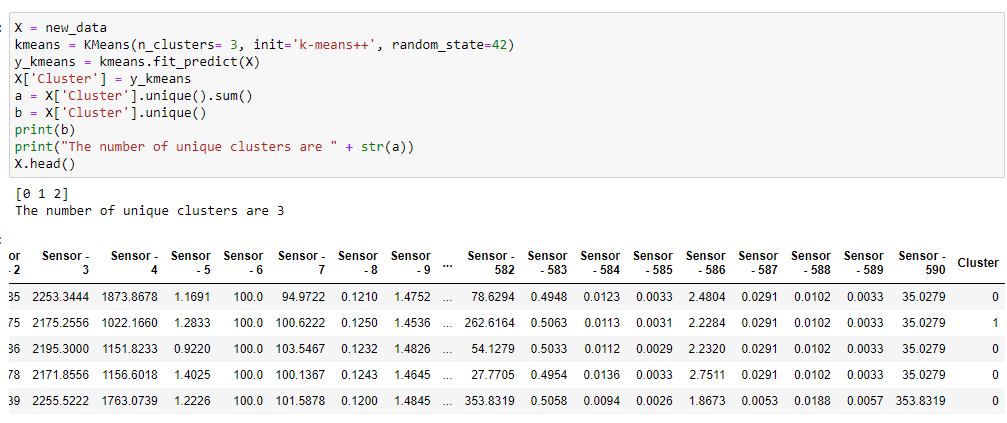 X = new_data
kmeans = KMeans(n_clusters= 3, init='k-means++', random_state=42)
y_kmeans = kmeans.fit_predict(X)
X['Cluster'] = y_kmeans
a = X['Cluster'].unique().sum()
b = X['Cluster'].unique()
print(b)
print("The number of unique clusters are " + str(a))
X.head()
[0 1 2]
The number of unique clusters are 3
or Sensor - Sensor - Sensor Sensor Sensor - Sensor Sensor ... Sensor - Sensor Sensor Sensor Sensor Sensor Sensor Sensor Sensor - Cluster
- 2 3 4 - 5 - 6 7 - 8 - 9 582 - 583 - 584 - 585 - 586 - 587 - 588 - 589 590
35 2253.3444 1873.8678 1.1691 100.0 94.9722 0.1210 1.4752 ... 78.6294 0.4948 0.0123 0.0033 2.4804 0.0291 0.0102 0.0033 35.0279 0
75 2175.2556 1022.1660 1.2833 100.0 100.6222 0.1250 1.4536 ... 262.6164 0.5063 0.0113 0.0031 2.2284 0.0291 0.0102 0.0033 35.0279 1
36 2195.3000 1151.8233 0.9220 100.0 103.5467 0.1232 1.4826 ... 54.1279 0.5033 0.0112 0.0029 2.2320 0.0291 0.0102 0.0033 35.0279 0
78 2171.8556 1156.6018 1.4025 100.0 100.1367 0.1243 1.4645 ... 27.7705 0.4954 0.0136 0.0033 2.7511 0.0291 0.0102 0.0033 35.0279 0
39 2255.5222 1763.0739 1.2226 100.0 101.5878 0.1200 1.4845 ... 353.8319 0.5058 0.0094 0.0026 1.8673 0.0053 0.0188 0.0057 353.8319 0